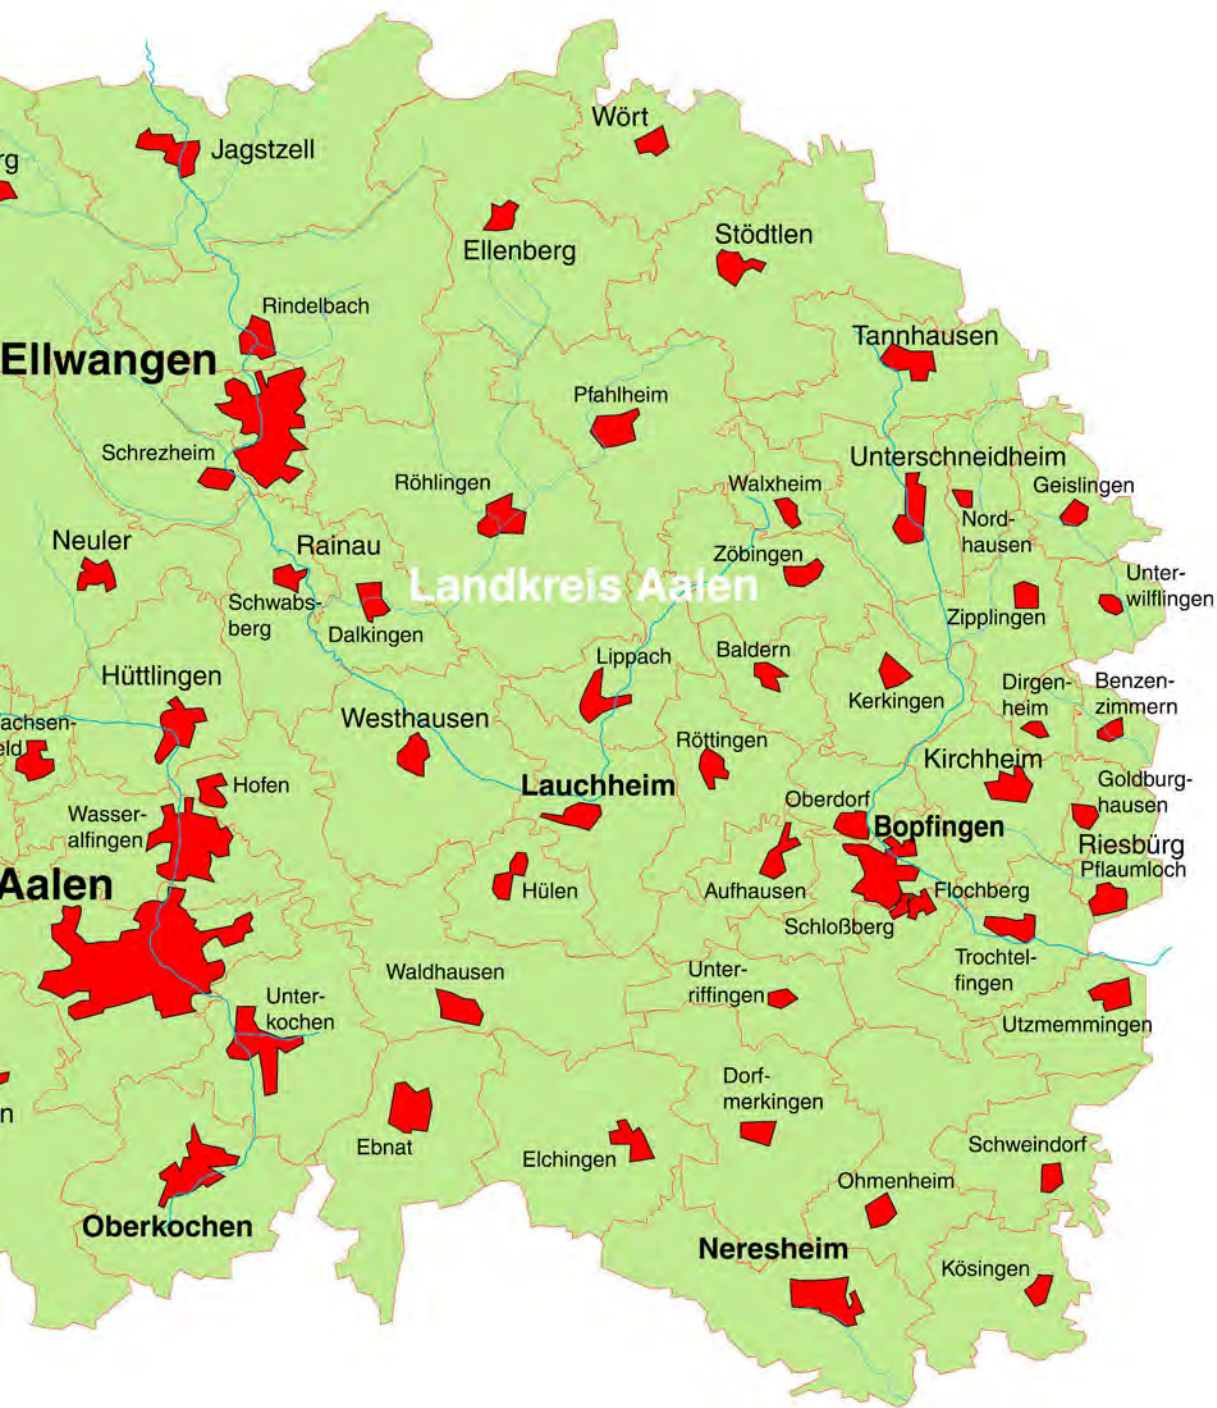 Wört
Jagstzell
rg
Stödtlen
Ellenberg
Rindelbach
Tannhausen
Ellwangen
Pfahlheim
Schrezheim
Unterschneidheim
Röhlingen
Walxheim
Geislingen
Nord-
hausen
Neuler
Rainau
Zöbingen
Landkreis Aalen
Unter-
wilflingen
Schwabs-
berg
Zipplingen
Dalkingen
Lippach
Baldern
Hüttlingen
Dirgen-
heim
Benzen-
zimmern
Kerkingen
achsen-
eld
Westhausen
Röttingen
Kirchheim
Hofen
Lauchheim
Goldburg-
hausen
Oberdorf
Wasser-
alfingen
Bopfingen
Riesbürg
Pflaumloch
Aalen
Hülen
Aufhausen
Flochberg
Schloßberg
Trochtel-
fingen
Waldhausen
Unter-
riffingen
Unter-
kochen
Utzmemmingen
Dorf-
merkingen
n
Ebnat
Elchingen
Schweindorf
Ohmenheim
Oberkochen
Neresheim
Kösingen